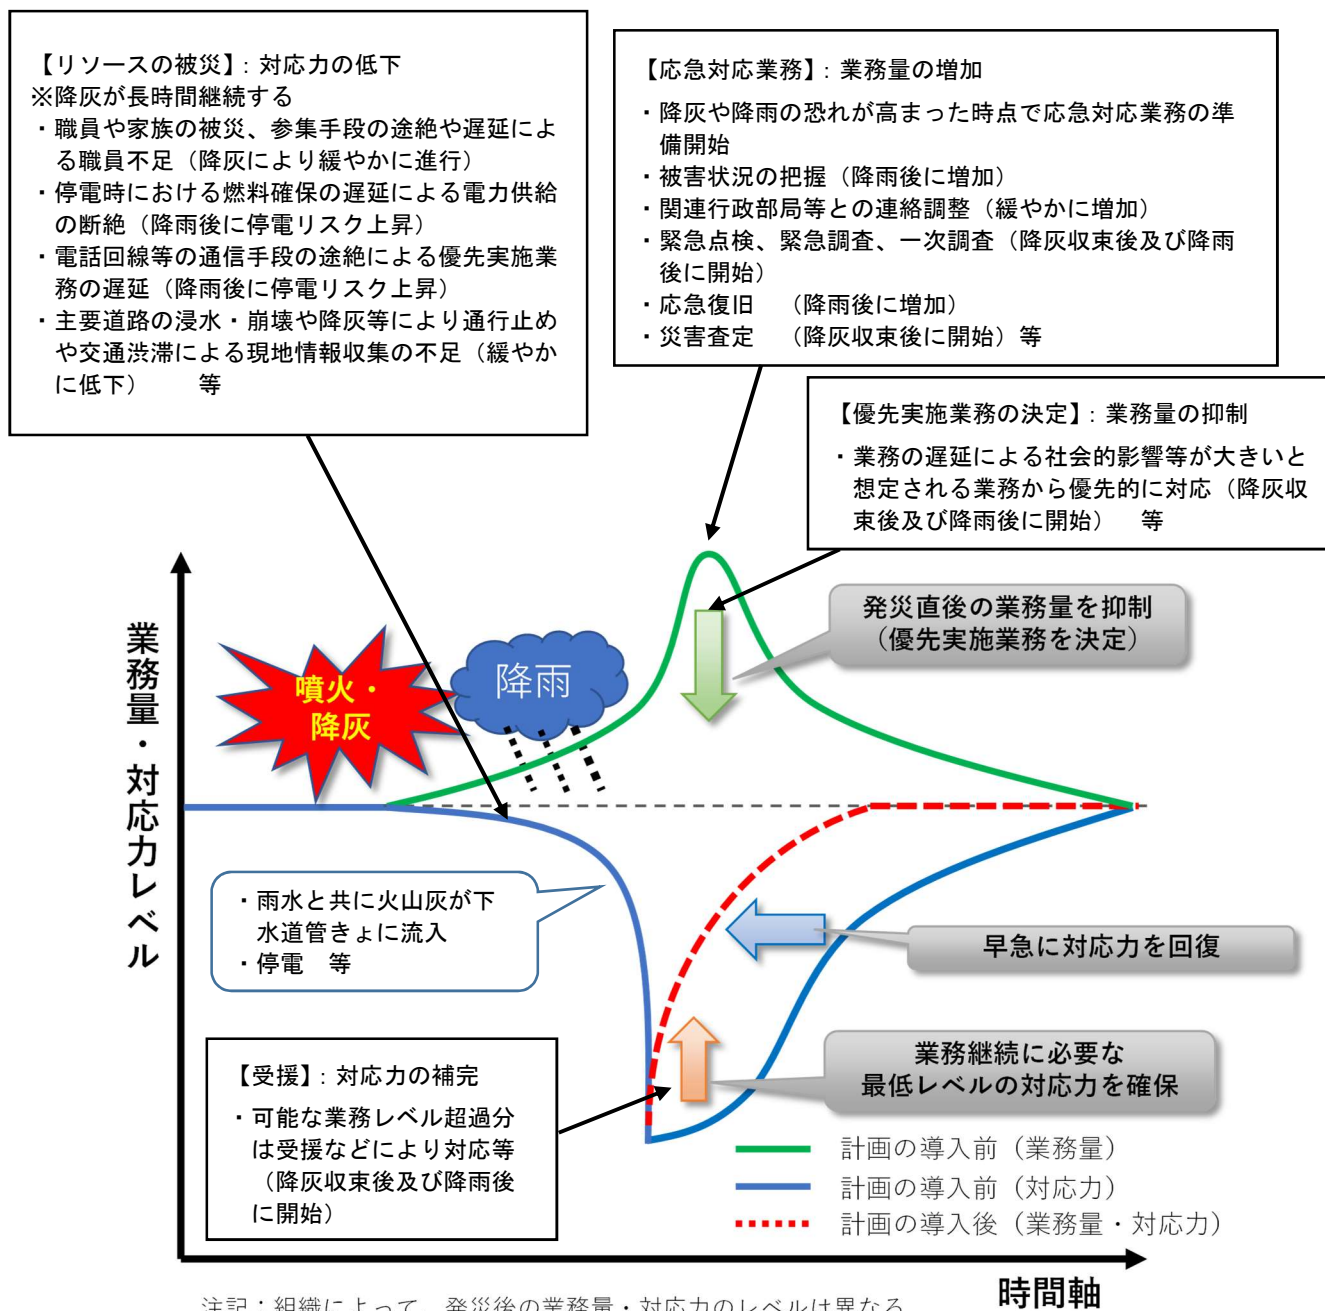 【リソースの被災】：対応力の低下
※降灰が長時間継続する
・職員や家族の被災、参集手段の途絶や遅延によ
る職員不足（降灰により緩やかに進行）
・停電時における燃料確保の遅延による電力供給
の断絶（降雨後に停電リスク上昇）
・電話回線等の通信手段の途絶による優先実施業
務の遅延（降雨後に停電リスク上昇）
・主要道路の浸水・崩壊や降灰等により通行止め
や交通渋滞による現地情報収集の不足（緩やか
に低下）　　等
【応急対応業務】：業務量の増加
・降灰や降雨の恐れが高まった時点で応急対応業務の準
備開始
・被害状況の把握（降雨後に増加）
・関連行政部局等との連絡調整（緩やかに増加）
・緊急点検、緊急調査、一次調査（降灰収束後及び降雨
後に開始）
・応急復旧　（降雨後に増加）
・災害査定　（降灰収束後に開始）等
【優先実施業務の決定】：業務量の抑制
・業務の遅延による社会的影響等が大きいと
想定される業務から優先的に対応（降灰収
束後及び降雨後に開始）　等
業務量・対応力レベル
噴火・
降灰
降雨
発災直後の業務量を抑制
（優先実施業務を決定）
・雨水と共に火山灰が下
水道管きょに流入
・停電　等
早急に対応力を回復
【受援】：対応力の補完
・可能な業務レベル超過分
は受援などにより対応等
（降灰収束後及び降雨後
に開始）
業務継続に必要な
最低レベルの対応力を確保
計画の導入前（業務量）
計画の導入前（対応力）
計画の導入後（業務量・対応力）
時間軸
注記：組織によって、発災後の業務量・対応力のレベルは異なる